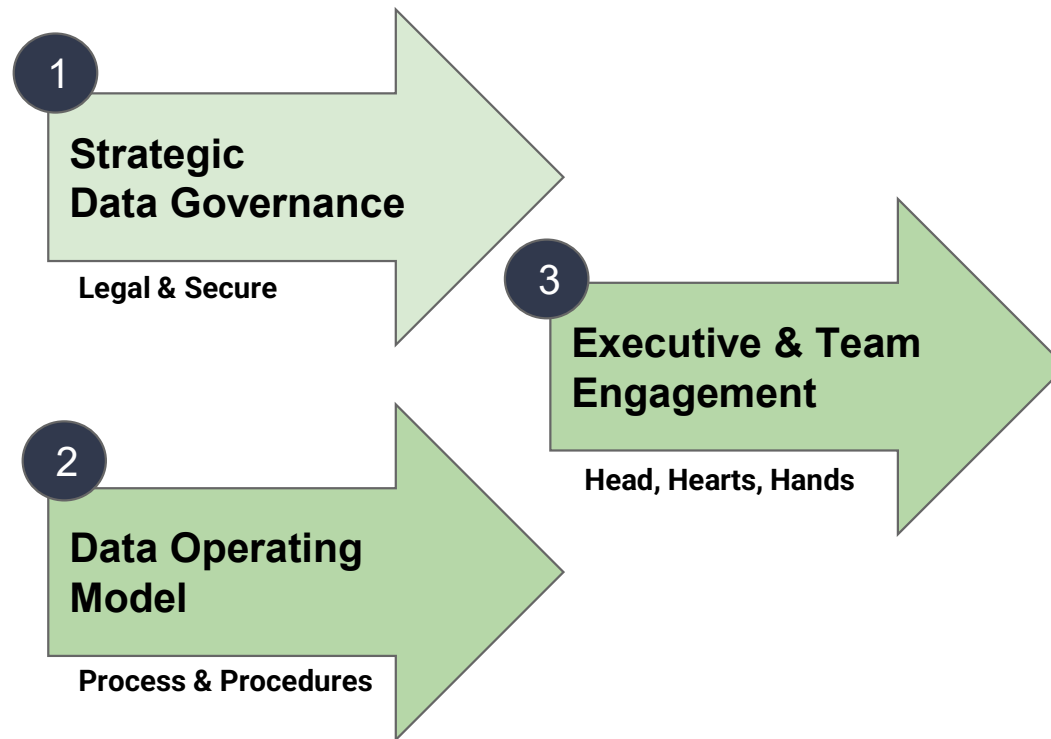 1
Strategic
Data Governance
Legal & Secure
2
Data Operating
Model
Process & Procedures
3
Executive & Team
Engagement
Head, Hearts, Hands